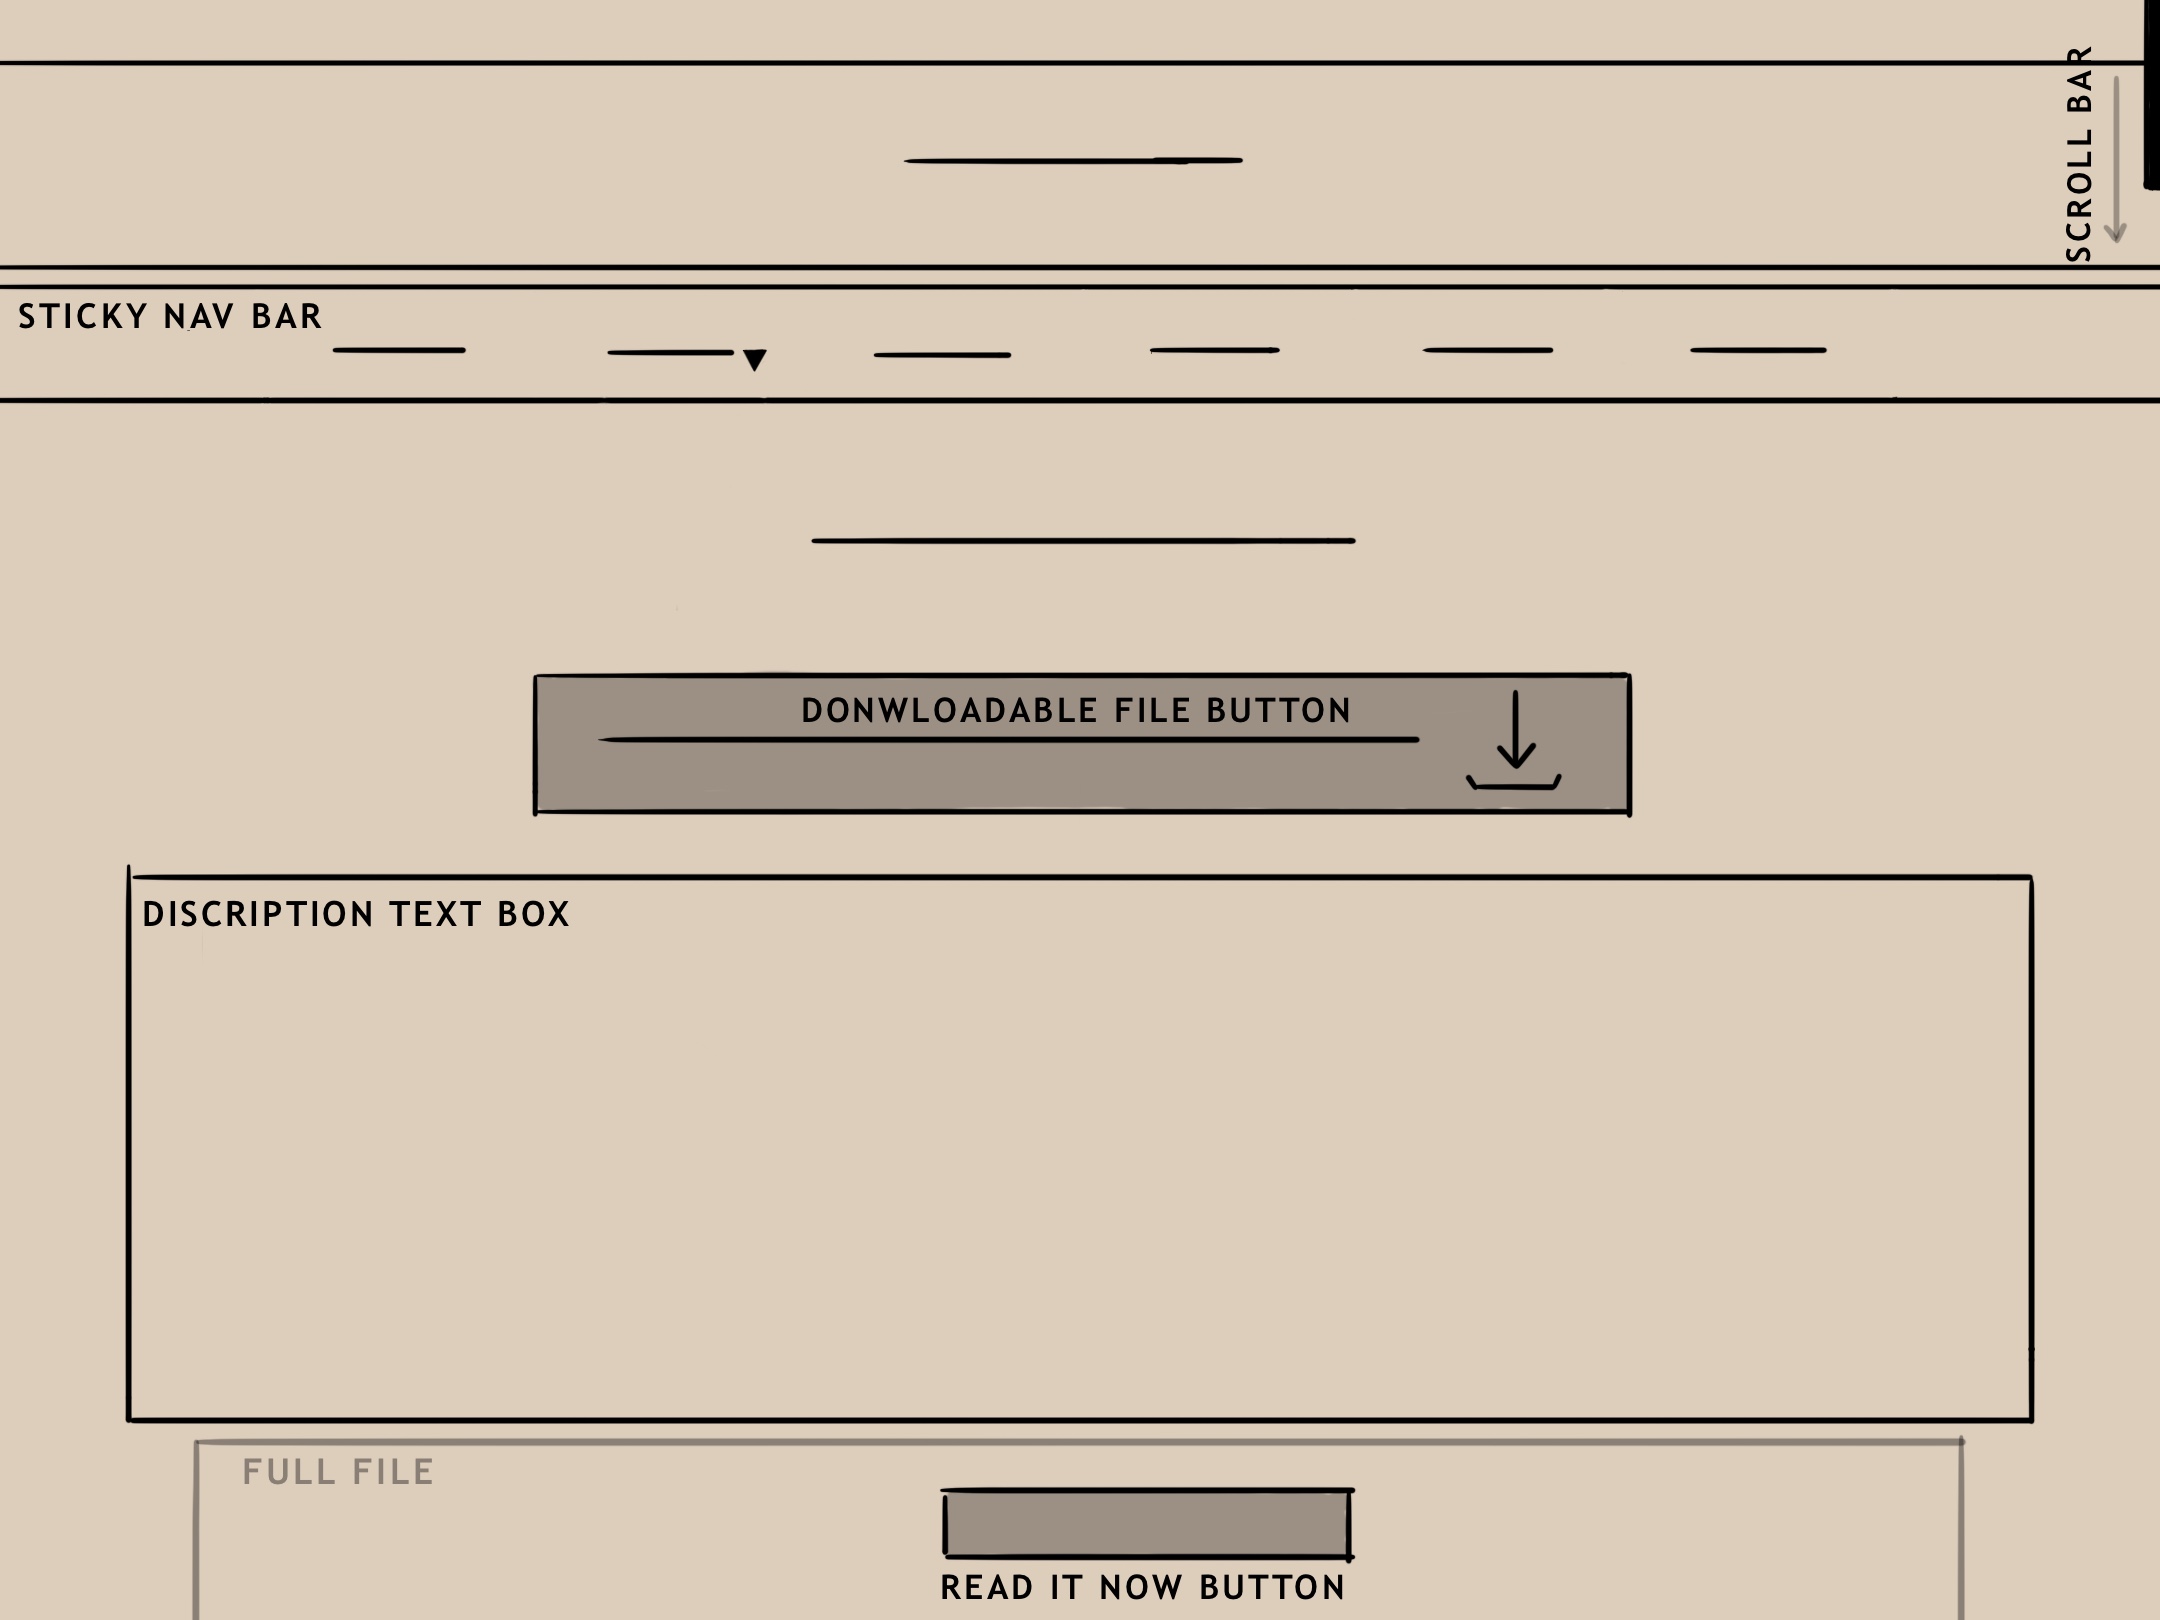 SCROLL BAR
STICKY NAV BAR
DONWLOADABLE FILE BUTTON
DISCRIPTION TEXT BOX
FULL FILE
READ IT NOW BUTTON